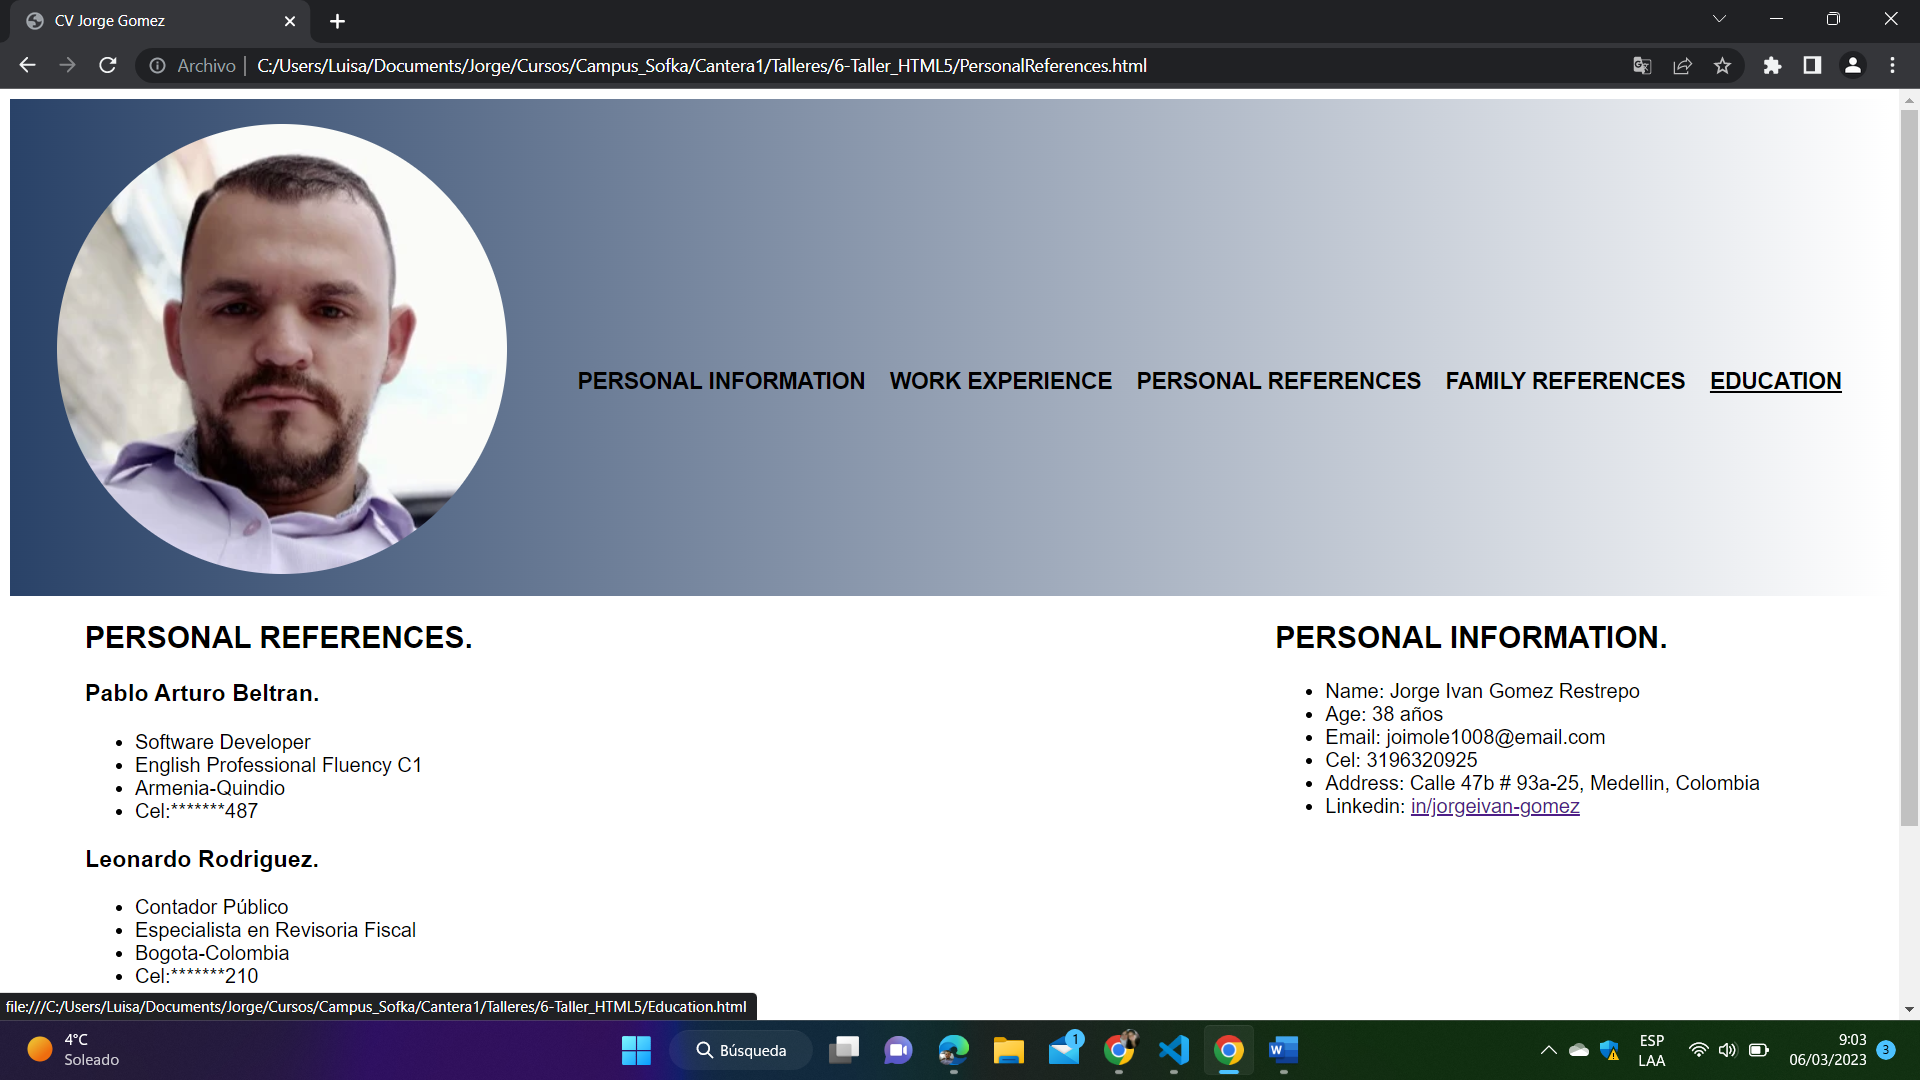 CV Jorge Gomez
Archivo
C:/Users/Luisa/Documents/Jorge/Cursos/Campus_Sofka/Cantera1/Talleres/6-Taller_HTML5/PersonalReferences.html
PERSONAL INFORMATION WORK EXPERIENCE PERSONAL REFERENCES FAMILY REFERENCES EDUCATION
PERSONAL REFERENCES.
Pablo Arturo Beltran.
Software Developer
English Professional Fluency C1
Armenia-Quindio
Cel:*******487
Leonardo Rodriguez.
Contador Público
Especialista en Revisoria Fiscal
Bogota-Colombia
Cel:*******210
PERSONAL INFORMATION.
Name: Jorge Ivan Gomez Restrepo
Age: 38 años
Email: joimole1008@email.com
Cel: 3196320925
Address: Calle 47b # 93a-25, Medellin, Colombia
Linkedin: in/jorgeivan-gomez
file:///C:/Users/Luisa/Documents/Jorge/Cursos/Campus_Sofka/Cantera1/Talleres/6-Taller_HTML5/Education.html
4°C
Soleado
Búsqueda
1
W
ESP
LAA
9:03
06/03/2023
3